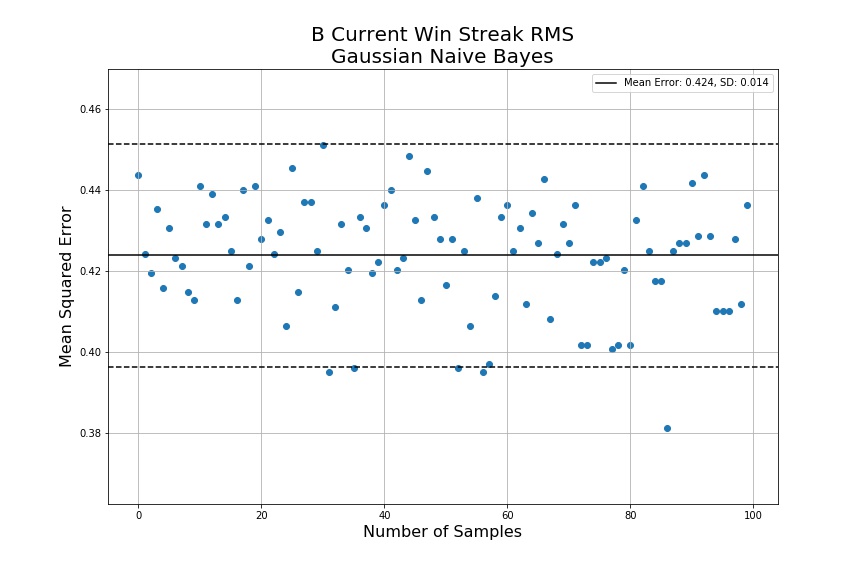 B Current Win Streak RMS
Gaussian Naive Bayes
Mean Error: 0.424, SD: 0.014
Mean Squared Error
0.46
0.44
0.42
0.40
0.38
0 20 40 60 80 100
Number of Samples